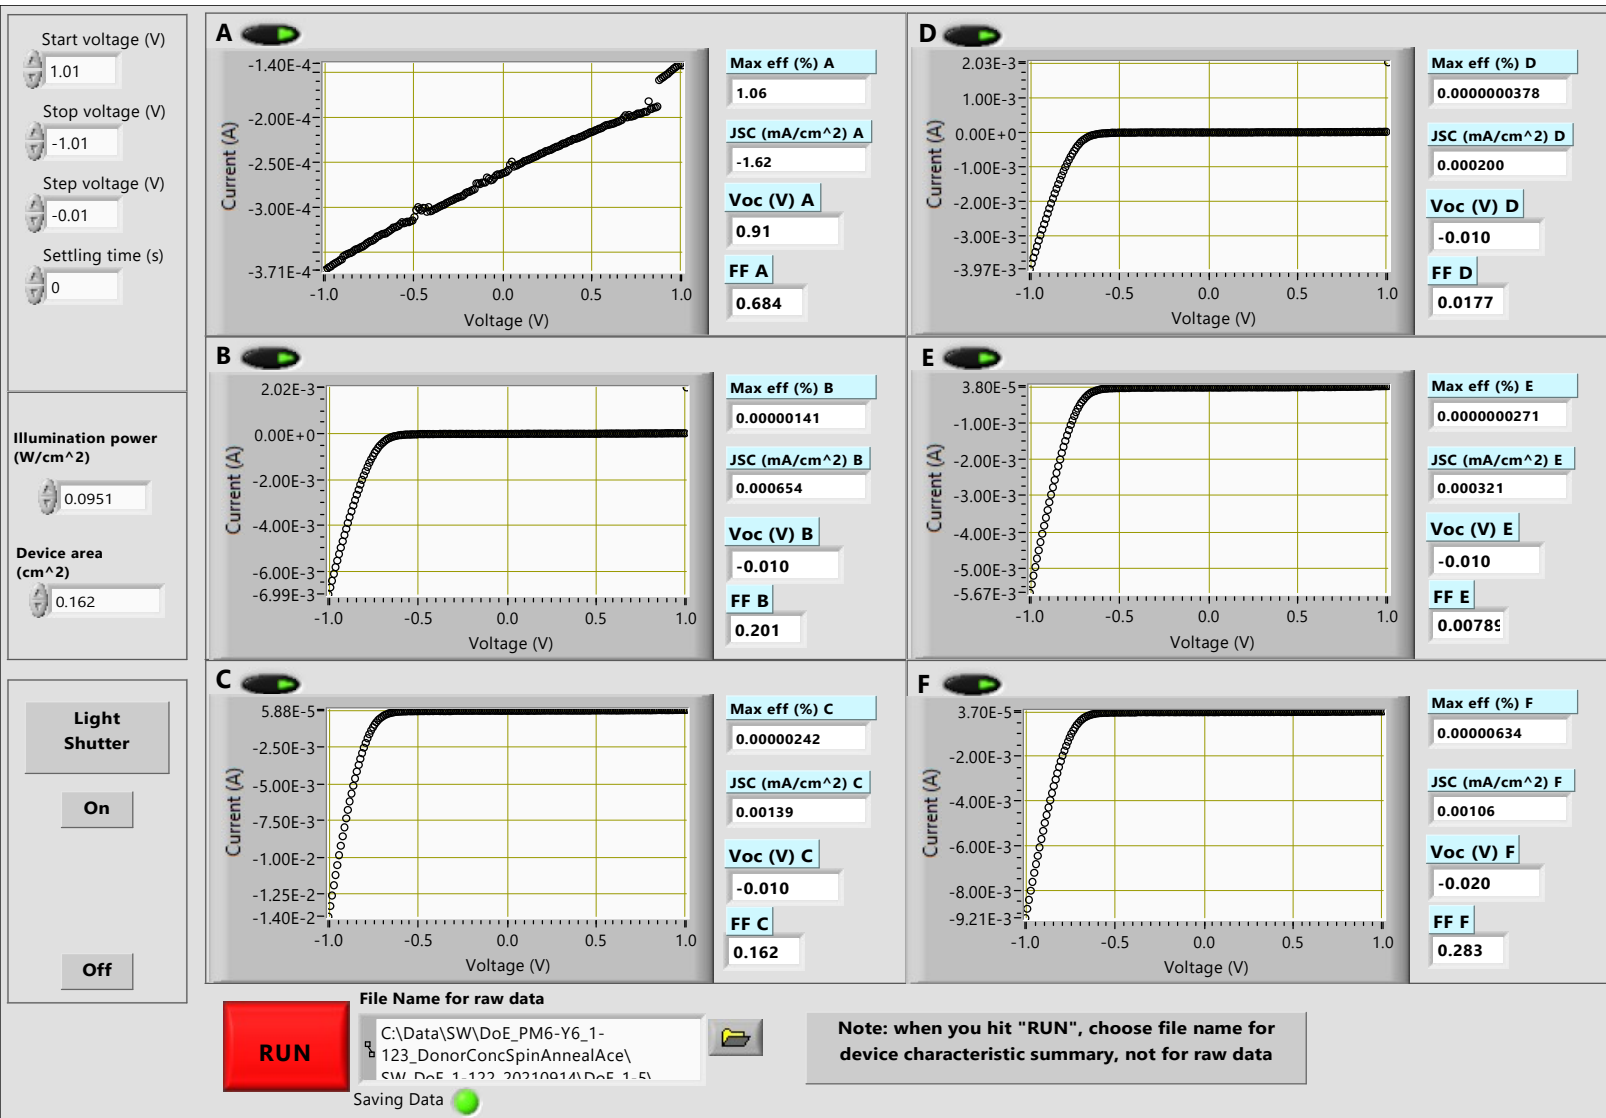 Start voltage (V)
1.01
Stop voltage (V)
-1.01
Step voltage (V)
-0.01
Settling time (s)
0
Illumination power
(W/cm^2)
0.0951
Device area
(cm^2)
0.162
Light
Shutter
On
Off
A
Current (A)
-1.40E-4
-2.00E-4
-2.50E-4
-3.00E-4
-3.71E-4
-1.0 -0.5 0.0 0.5 1.0
Voltage (V)
Max eff (%) A
1.06
JSC (mA/cm^2) A
-1.62
Voc (V) A
0.91
FF A
0.684
B
Current (A)
2.02E-3
0.00E+0
-2.00E-3
-4.00E-3
-6.00E-3
-6.99E-3
-1.0 -0.5 0.0 0.5 1.0
Voltage (V)
Max eff (%) B
0.00000141
JSC (mA/cm^2) B
0.000654
Voc (V) B
-0.010
FF B
0.201
C
Current (A)
5.88E-5
-2.50E-3
-5.00E-3
-7.50E-3
-1.00E-2
-1.25E-2
-1.40E-2
-1.0 -0.5 0.0 0.5 1.0
Voltage (V)
Max eff (%) C
0.00000242
JSC (mA/cm^2) C
0.00139
Voc (V) C
-0.010
FF C
0.162
D
Current (A)
2.03E-3
1.00E-3
0.00E+0
-1.00E-3
-2.00E-3
-3.00E-3
-3.97E-3
-1.0 -0.5 0.0 0.5 1.0
Voltage (V)
Max eff (%) D
0.0000000378
JSC (mA/cm^2) D
0.000200
Voc (V) D
-0.010
FF D
0.0177
E
Current (A)
3.80E-5
-1.00E-3
-2.00E-3
-3.00E-3
-4.00E-3
-5.00E-3
-5.67E-3
-1.0 -0.5 0.0 0.5 1.0
Voltage (V)
Max eff (%) E
0.0000000271
JSC (mA/cm^2) E
0.000321
Voc (V) E
-0.010
FF E
0.00789
F
Current (A)
3.70E-5
-2.00E-3
-4.00E-3
-6.00E-3
-8.00E-3
-9.21E-3
-1.0 -0.5 0.0 0.5 1.0
Voltage (V)
Max eff (%) F
0.00000634
JSC (mA/cm^2) F
0.00106
Voc (V) F
-0.020
FF F
0.283
RUN
File Name for raw data
C:\Data\SW\DoE_PM6-Y6_1-
123_DonorConcSpinAnnealAce\
SW_DoE_1-122_20210914\DoE_1-5\
Saving Data
Note: when you hit "RUN", choose file name for
device characteristic summary, not for raw data